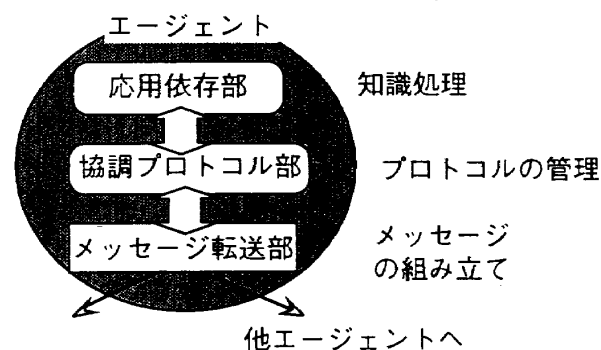 エージェント
応用依存部
知識処理
協調プロトコル部
プロトコルの管理
メッセージ転送部
メッセージ
の組み立て
他エージェントへ